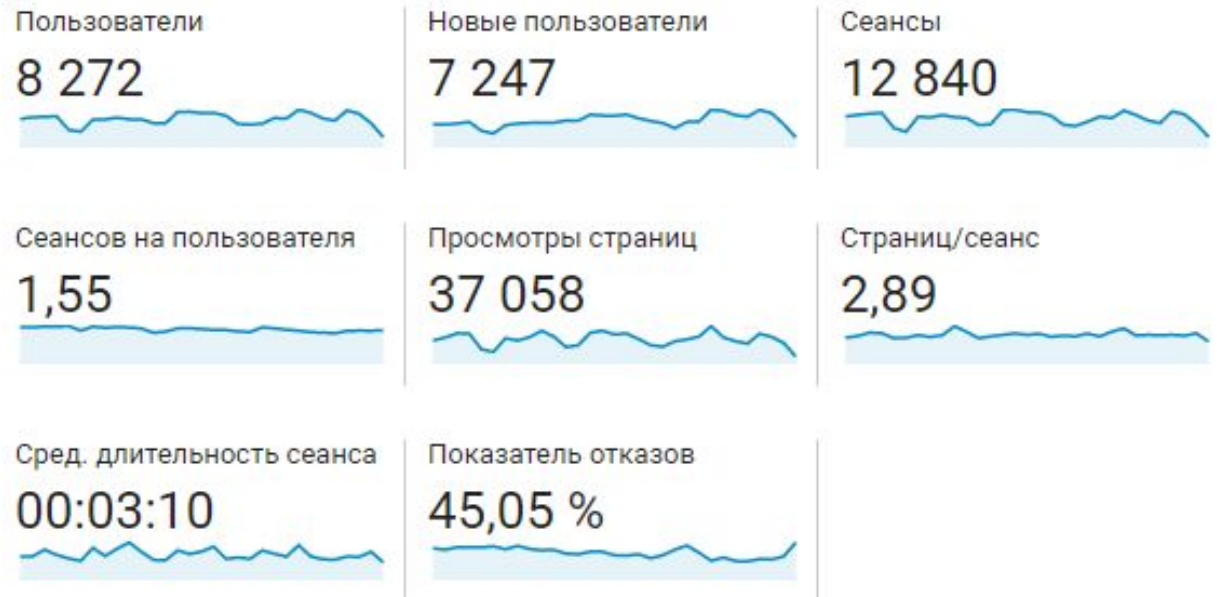 Пользователи
8 272
Новые пользователи
7 247
Сеансы
12 840
Сеансов на пользователя
1,55
Просмотры страниц
37 058
Страниц/сеанс
2,89
Сред. длительность сеанса
00:03:10
Показатель отказов
45,05 %